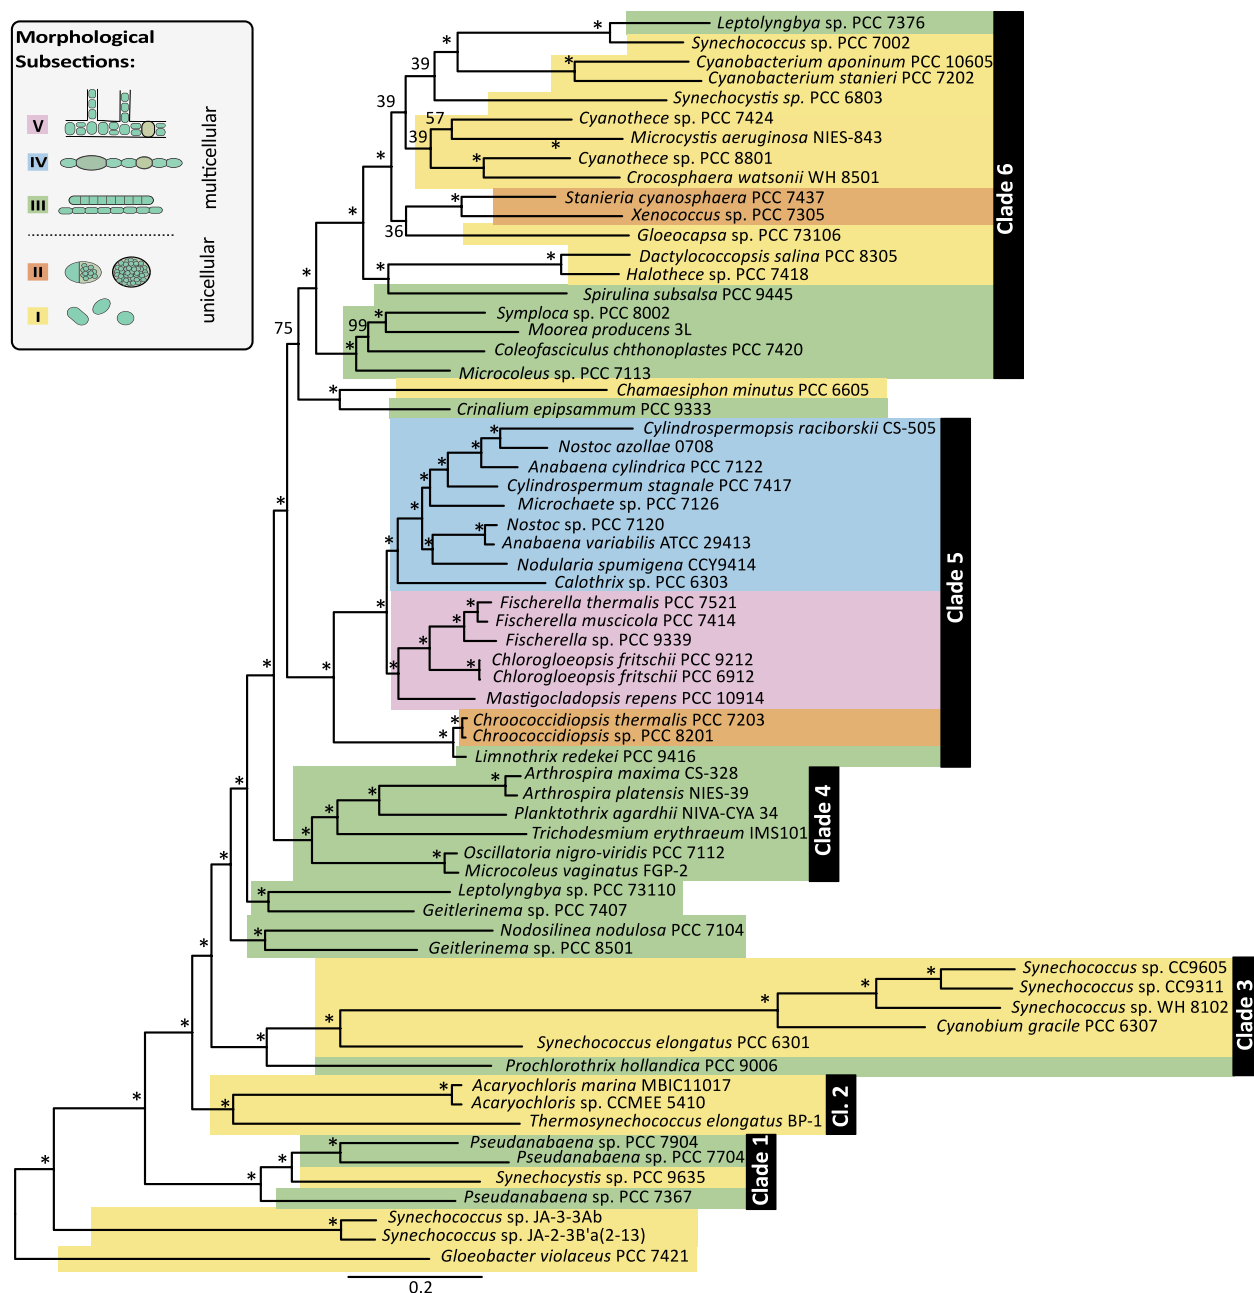 Morphological
Subsections:
V
IV
III
II
I
multicellular
unicellular
Leptolyngbya sp. PCC 7376
Synechococcus sp. PCC 7002
Cyanobacterium aponinum PCC 10605
Cyanobacterium stanieri PCC 7202
Synechocystis sp. PCC 6803
Cyanothece sp. PCC 7424
Microcystis aeruginosa NIES-843
Cyanothece sp. PCC 8801
Crocosphaera watsonii WH 8501
Stanieria cyanosphaera PCC 7437
Xenococcus sp. PCC 7305
Gloeocapsa sp. PCC 73106
Dactylococcopsis salina PCC 8305
Halothece sp. PCC 7418
Spirulina subsalsa PCC 9445
Symploca sp. PCC 8002
Moorea producens 3L
Coleofasciculus chthonoplastes PCC 7420
Microcoleus sp. PCC 7113
Clade 6
39
39
57
39
36
99
75
Chamaesiphon minutus PCC 6605
Crinalium epipsammum PCC 9333
Cylindrospermopsis raciborskii CS-505
Nostoc azollae 0708
Anabaena cylindrica PCC 7122
Cylindrospermum stagnale PCC 7417
Microchaete sp. PCC 7126
Nostoc sp. PCC 7120
Anabaena variabilis ATCC 29413
Nodularia spumigena CCY9414
Calothrix sp. PCC 6303
Fischerella thermalis PCC 7521
Fischerella muscicola PCC 7414
Fischerella sp. PCC 9339
Chlorogloeopsis fritschii PCC 9212
Chlorogloeopsis fritschii PCC 6912
Mastigocladopsis repens PCC 10914
Chroococcidiopsis thermalis PCC 7203
Chroococcidiopsis sp. PCC 8201
Limnothrix redekei PCC 9416
Clade 5
Arthrospira maxima CS-328
Arthrospira platensis NIES-39
Planktothrix agardhii NIVA-CYA 34
Trichodesmium erythraeum IMS101
Oscillatoria nigro-viridis PCC 7112
Microcoleus vaginatus FGP-2
Clade 4
Leptolyngbya sp. PCC 73110
Geitlerinema sp. PCC 7407
Nodosilinea nodulosa PCC 7104
Geitlerinema sp. PCC 8501
Synechococcus sp. CC9605
Synechococcus sp. CC9311
Synechococcus sp. WH 8102
Cyanobium gracile PCC 6307
Synechococcus elongatus PCC 6301
Prochlorothrix hollandica PCC 9006
Clade 3
Acaryochloris marina MBIC11017
Acaryochloris sp. CCMEE 5410
Thermosynechococcus elongatus BP-1
Cl. 2
Pseudanabaena sp. PCC 7904
Pseudanabaena sp. PCC 7704
Synechocystis sp. PCC 9635
Pseudanabaena sp. PCC 7367
Clade 1
Synechococcus sp. JA-3-3Ab
Synechococcus sp. JA-2-3B'a(2-13)
Gloeobacter violaceus PCC 7421
0.2